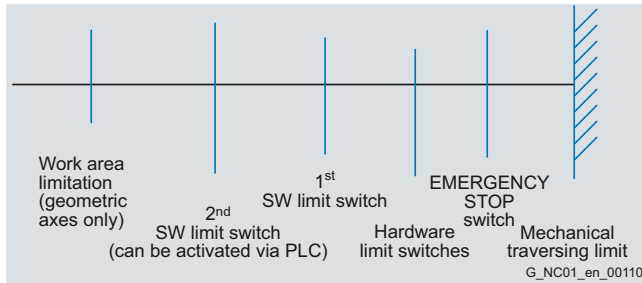 Work area
limitation
(geometric
axes only)
2nd
SW limit switch
(can be activated via PLC)
1st
SW limit switch
Hardware
limit switches
EMERGENCY
STOP
switch
Mechanical
traversing limit
G_NC01_en_00110